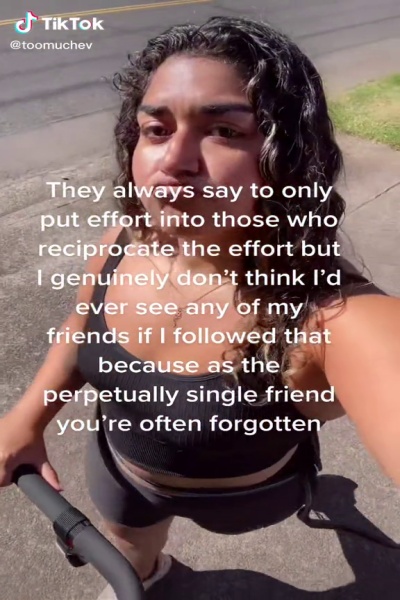 TikTok
@toomuchev
They always say to only
put effort into those who
reciprocate the effort but
I genuinely don't think I'd
ever see any of my
friends if I followed that
because as the
perpetually single friend
you're often forgotten